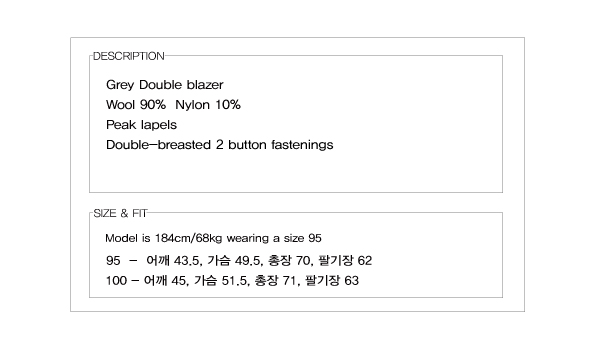 DESCRIPTION
Grey Double blazer
Wool 90%  Nylon 10%
Peak lapels
Double-breasted 2 button fastenings
SIZE & FIT
Model is 184cm/68kg wearing a size 95
95 - 어깨 43.5, 가슴 49.5, 총장 70, 팔기장 62
100 - 어깨 45, 가슴 51.5, 총장 71, 팔기장 63